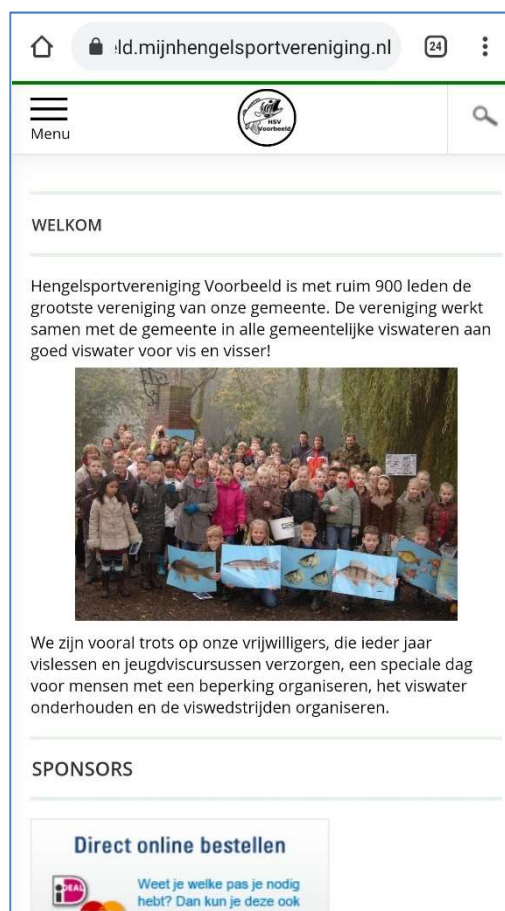 :ld.mijnhengelsportvereniging.nl 24
Menu
HSV
Voorbeeld
WELKOM
Hengelsportvereniging Voorbeeld is met ruim 900 leden de
grootste vereniging van onze gemeente. De vereniging werkt
samen met de gemeente in alle gemeentelijke viswateren aan
goed viswater voor vis en visser!
We zijn vooral trots op onze vrijwilligers, die ieder jaar
vislessen en jeugdviscursussen verzorgen, een speciale dag
voor mensen met een beperking organiseren, het viswater
onderhouden en de viswedstrijden organiseren.
SPONSORS
Direct online bestellen
iDEAL
Weet je welke pas je nodig
hebt? Dan kun je deze ook